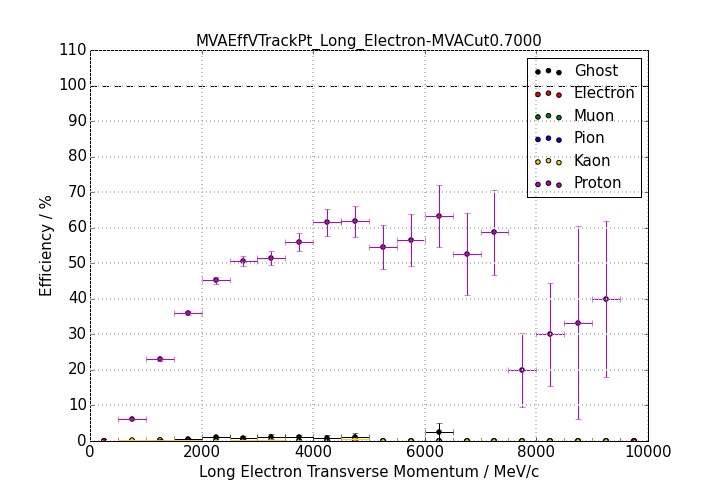 MVAEffVTrackPt_Long_Electron-MVACut0.7000
110
100
90
80
70
60
50
40
30
20
10
0
Efficiency / %
Ghost
Electron
Muon
Pion
Kaon
Proton
0 2000 4000 6000 8000 10000
Long Electron Transverse Momentum / MeV/c